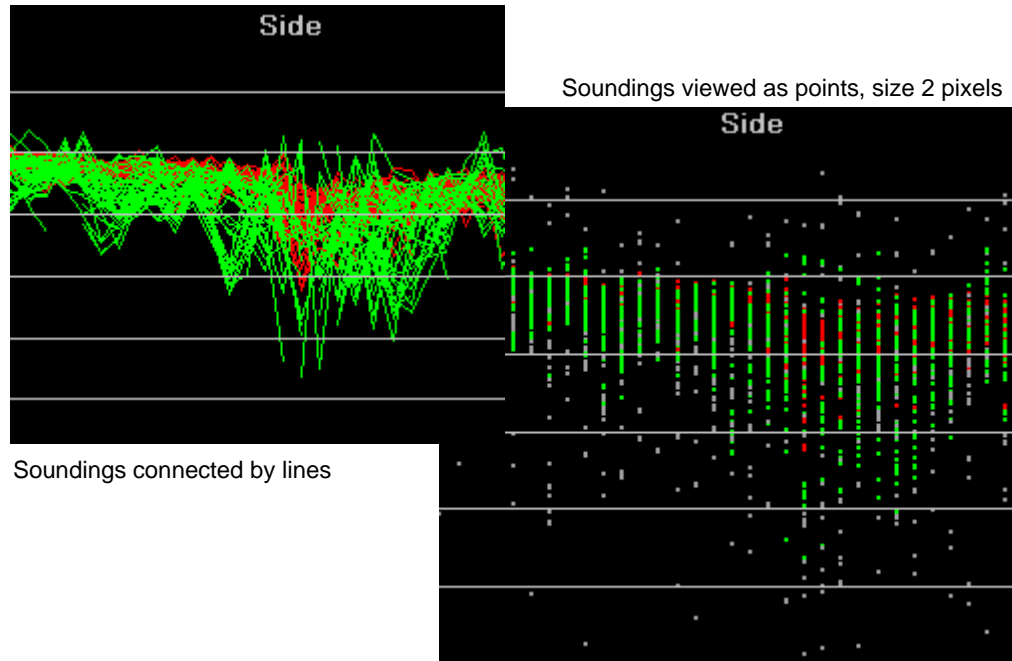 Side
Soundings viewed as points, size 2 pixels
Side
Soundings connected by lines